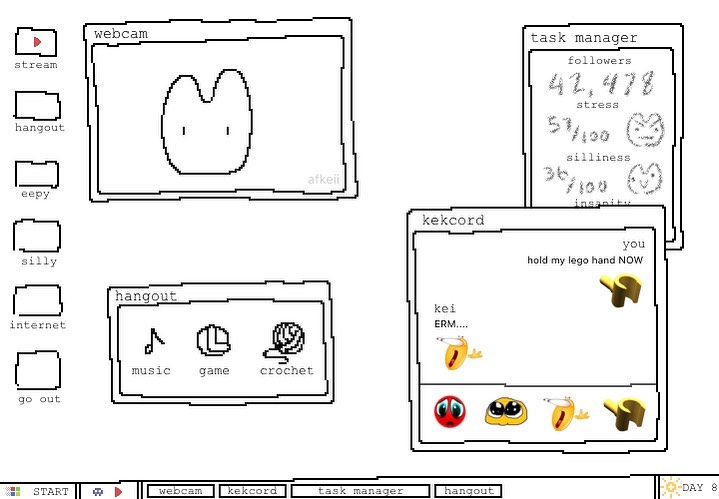 webcam
stream
hangout
eepy
silly
internet
go out
afkeii
task manager
followers
42,478
stress
57/100
silliness
36/100
insanity
kekcord
you
hold my lego hand NOW
kei
ERM....
hangout
music
game
crochet
START
webcam
kekcord
task manager
hangout
DAY 8